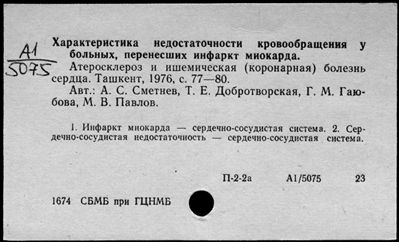 А1
5075
Характеристика недостаточности кровообращения у
больных, перенесших инфаркт миокарда.
Атеросклероз и ишемическая (коронарная) болезнь
сердца. Ташкент, 1976, с. 77—80.
Авт.: А. С. Сметнев, Т. Е. Добротворская, Г. М. Гаю-
бова, М. В. Павлов.
1. Инфаркт миокарда — сердечно-сосудистая система. 2. Сер-
дечно-сосудистая недостаточность — сердечно-сосудистая система.
П-2-2а А1/5075 23
1674 СБМБ при ГЦНМБ